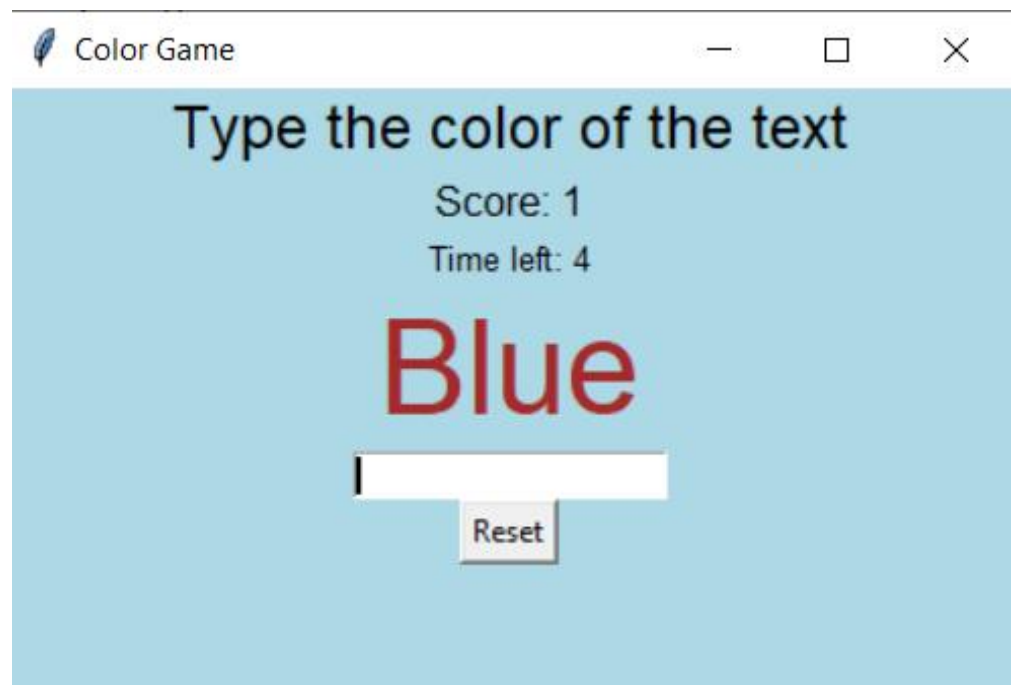 Color Game
Type the color of the text
Score: 1
Time left: 4
Blue
Reset